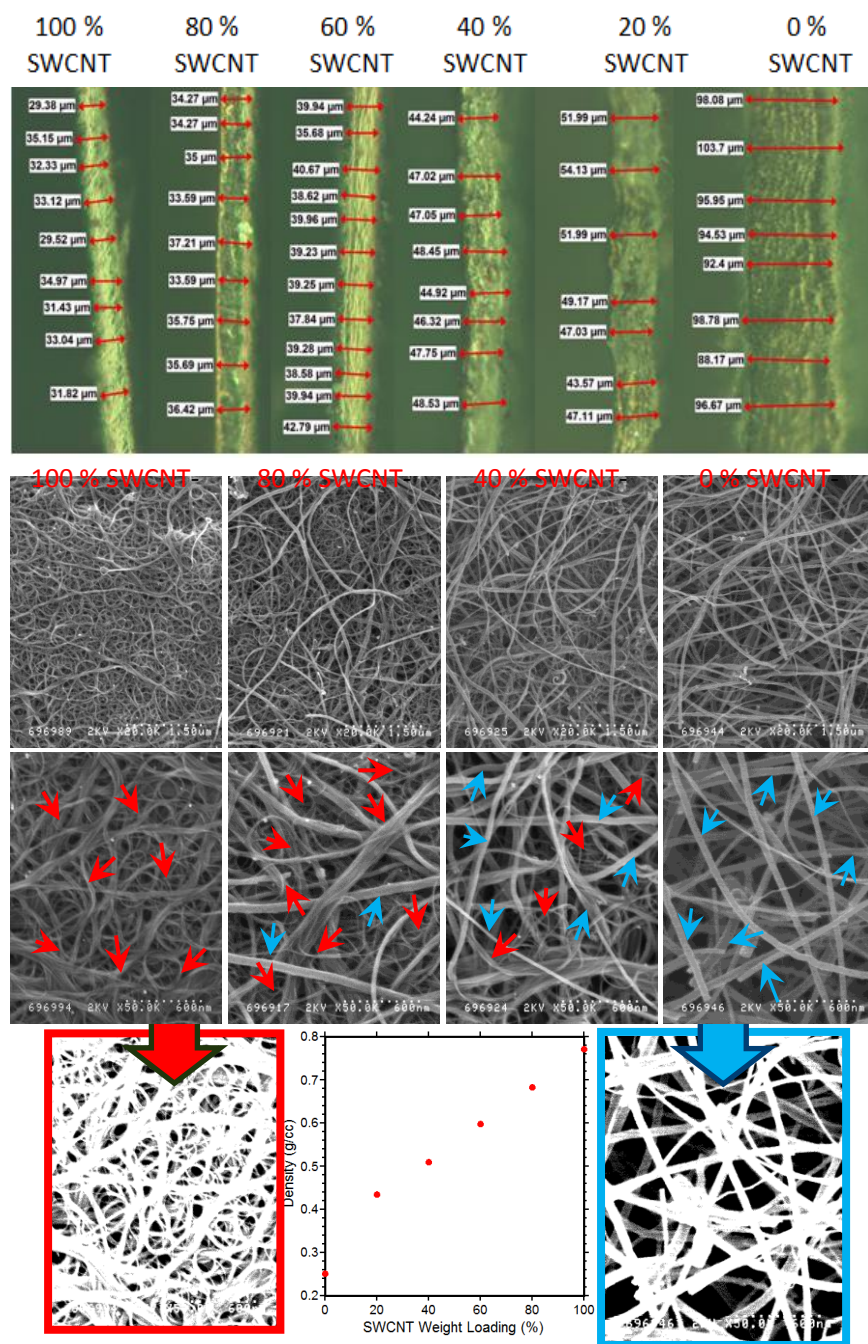 100 % 80 % 60 % 40 % 20 % 0 %
SWCNT SWCNT SWCNT SWCNT SWCNT SWCNT
29.38 µm
35.15 µm
32.33 µm
33.12 µm
29.52 µm
34.97 µm
31.43 µm
33.04 µm
31.82 µm
34.27 µm
34.27 µm
35 µm
33.59 µm
37.21 µm
33.59 µm
35.75 µm
35.69 µm
36.42 µm
39.94 µm
35.68 µm
40.67 µm
38.62 µm
39.96 µm
39.23 µm
39.25 µm
37.84 µm
39.28 µm
38.58 µm
39.94 µm
42.79 µm
44.24 µm
47.02 µm
47.05 µm
48.45 µm
44.92 µm
46.32 µm
47.75 µm
48.53 µm
51.99 µm
54.13 µm
51.99 µm
49.17 µm
47.03 µm
43.57 µm
47.11 µm
98.08 µm
103.7 µm
95.95 µm
94.53 µm
92.4 µm
98.78 µm
88.17 µm
96.67 µm
100 % SWCNT- 80 % SWCNT- 40 % SWCNT- 0 % SWCNT-
696989 2KV X20.0K 1.50um
696921 2KV X20.0K 1.50um
696925 2KV X20.0K 1.50um
696944 2KV X20.0K 1.50um
696994 2KV X50.0K 600nm
696917 2KV X50.0K 600nm
696924 2KV X50.0K 600nm
696946 2KV X50.0K 600nm
0.8
0.7
0.6
0.5
0.4
0.3
0.2
Density (g/cc)
0 20 40 60 80 100
SWCNT Weight Loading (%)
X50.0K 600nm